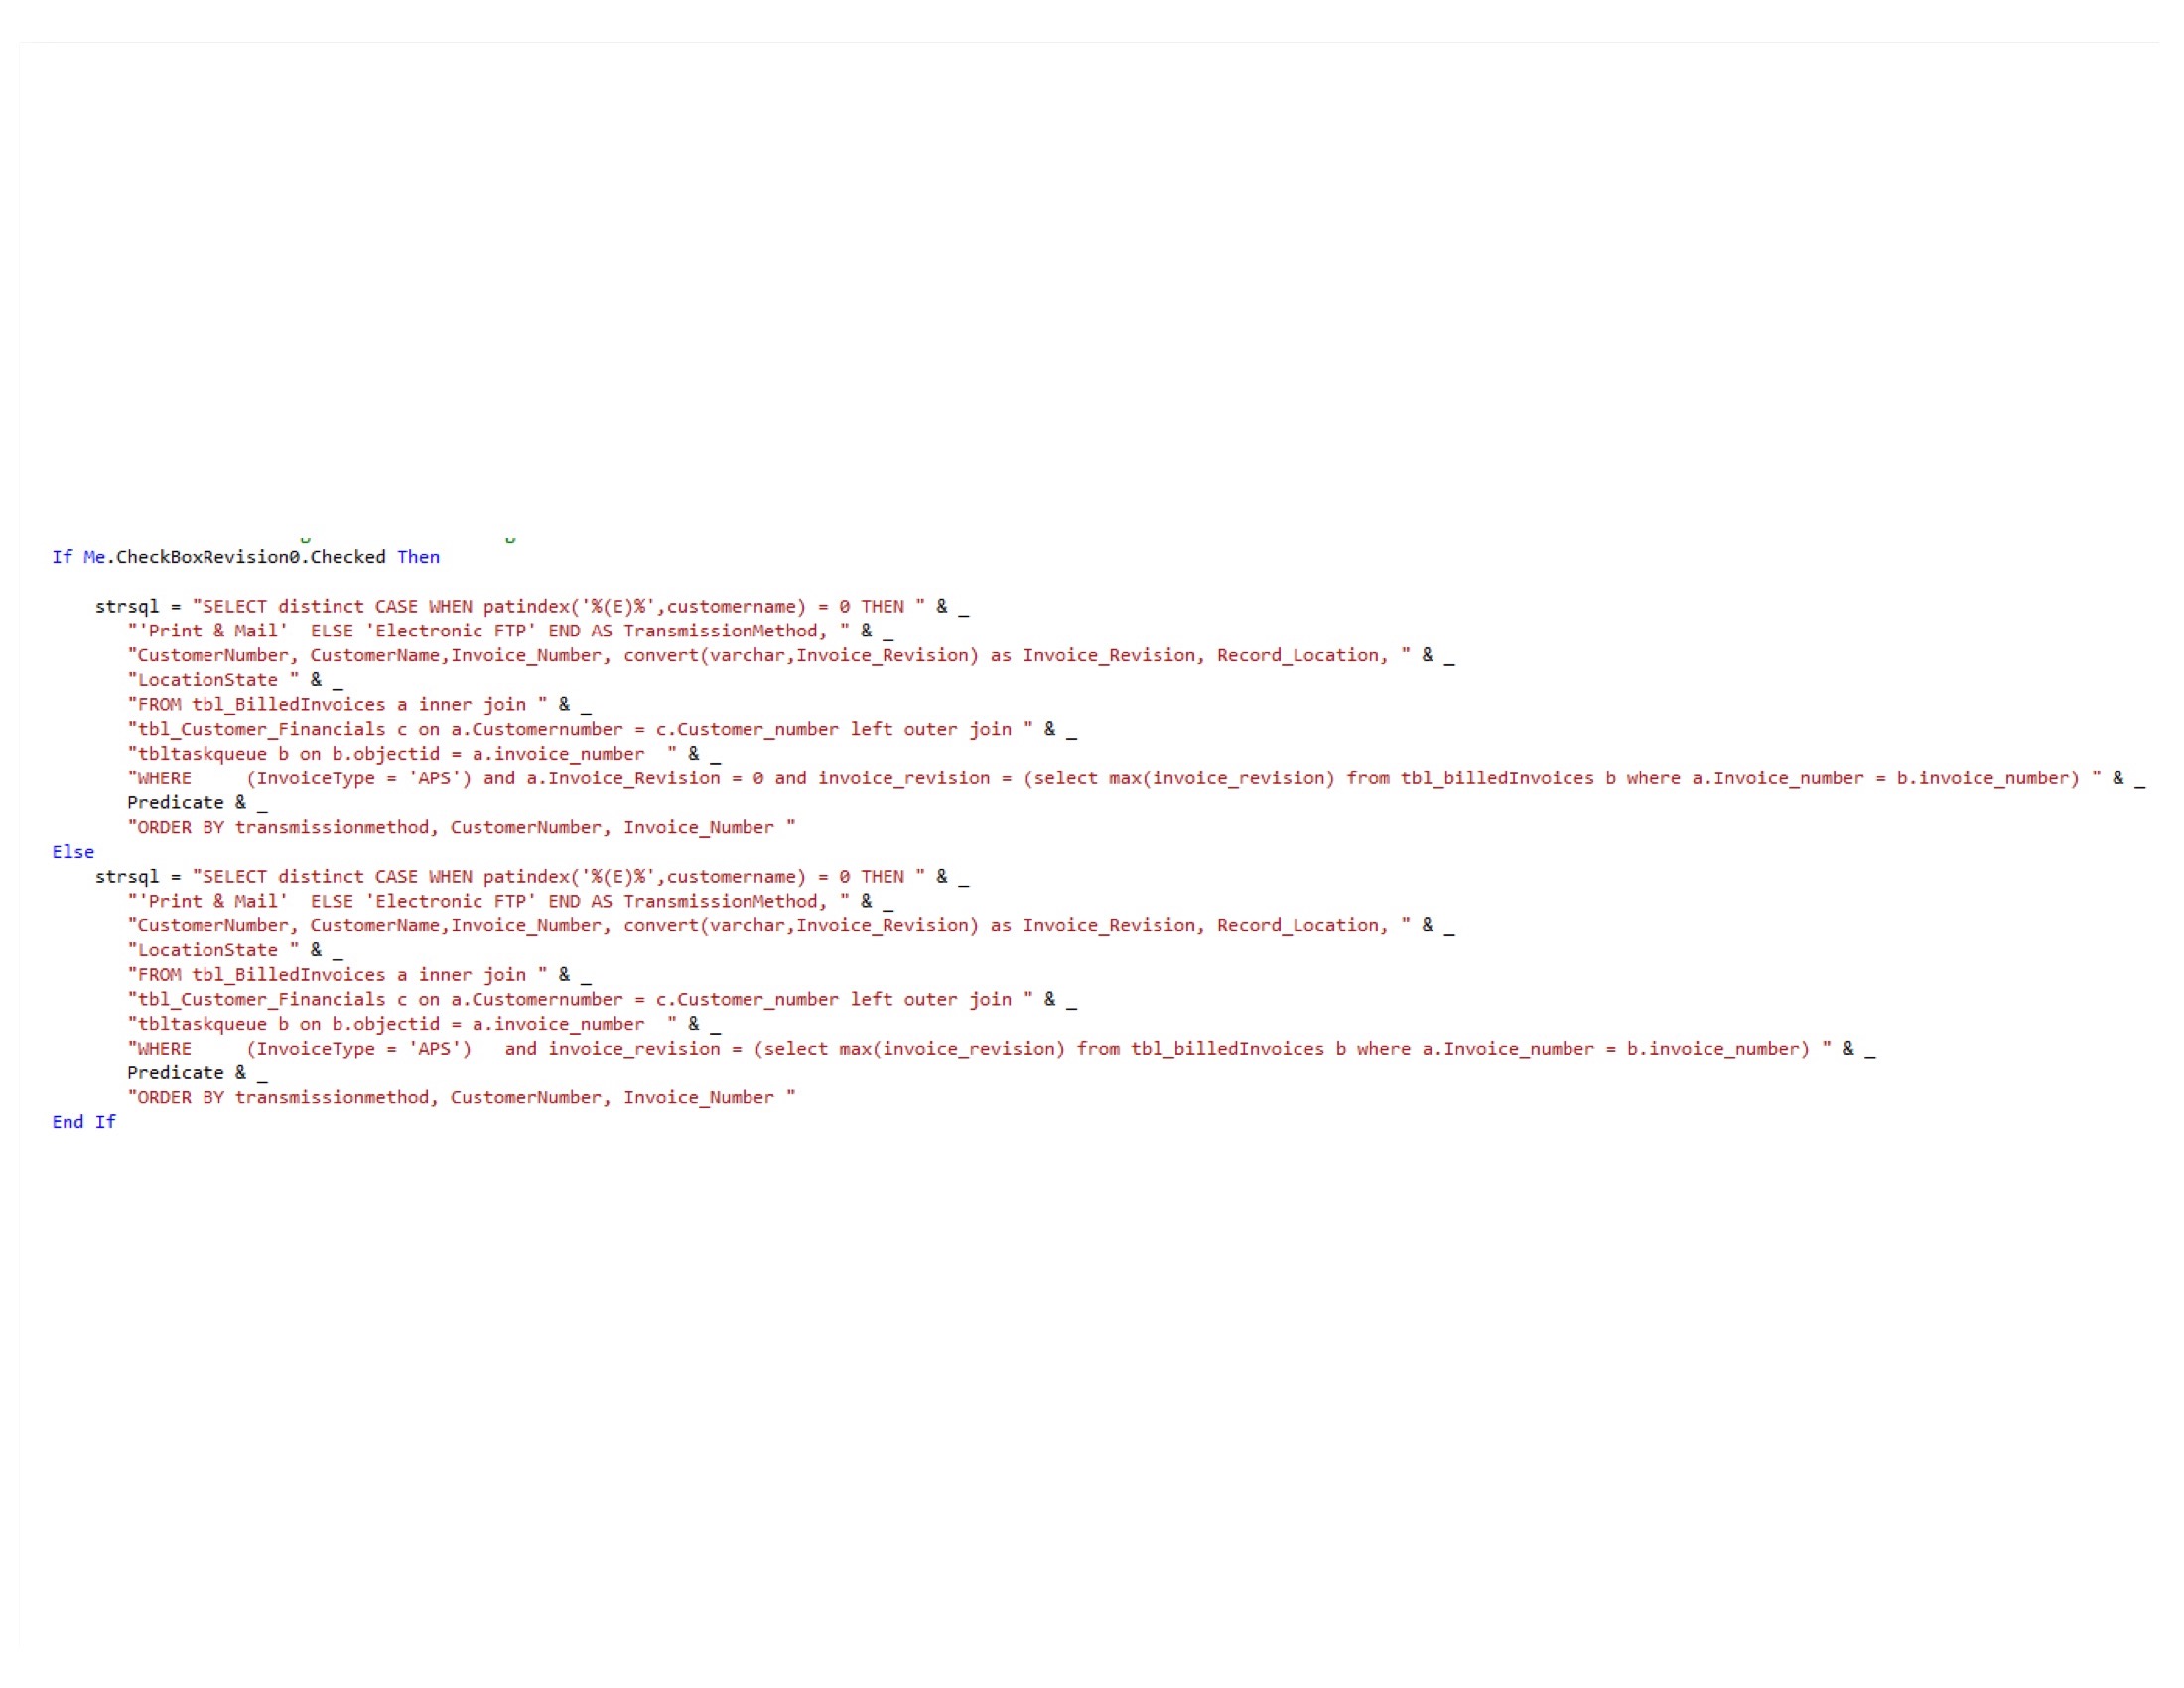 If Me.CheckBoxRevision0.Checked Then
strsql = "SELECT distinct CASE WHEN patindex('%(E)%',customername) = 0 THEN " & _
"'Print & Mail'  ELSE 'Electronic FTP' END AS TransmissionMethod, " & _
"CustomerNumber, CustomerName,Invoice_Number, convert(varchar,Invoice_Revision) as Invoice_Revision, Record_Location, " & _
"LocationState " & _
"FROM tbl_BilledInvoices a inner join " & _
"tbl_Customer_Financials c on a.Customernumber = c.Customer_number left outer join " & _
"tbltaskqueue b on b.objectid = a.invoice_number  " & _
"WHERE     (InvoiceType = 'APS') and a.Invoice_Revision = 0 and invoice_revision = (select max(invoice_revision) from tbl_billedInvoices b where a.Invoice_number = b.invoice_number) " & _
Predicate & _
"ORDER BY transmissionmethod, CustomerNumber, Invoice_Number "
Else
strsql = "SELECT distinct CASE WHEN patindex('%(E)%',customername) = 0 THEN " & _
"'Print & Mail'  ELSE 'Electronic FTP' END AS TransmissionMethod, " & _
"CustomerNumber, CustomerName,Invoice_Number, convert(varchar,Invoice_Revision) as Invoice_Revision, Record_Location, " & _
"LocationState " & _
"FROM tbl_BilledInvoices a inner join " & _
"tbl_Customer_Financials c on a.Customernumber = c.Customer_number left outer join " & _
"tbltaskqueue b on b.objectid = a.invoice_number  " & _
"WHERE     (InvoiceType = 'APS')   and invoice_revision = (select max(invoice_revision) from tbl_billedInvoices b where a.Invoice_number = b.invoice_number) " & _
Predicate & _
"ORDER BY transmissionmethod, CustomerNumber, Invoice_Number "
End If